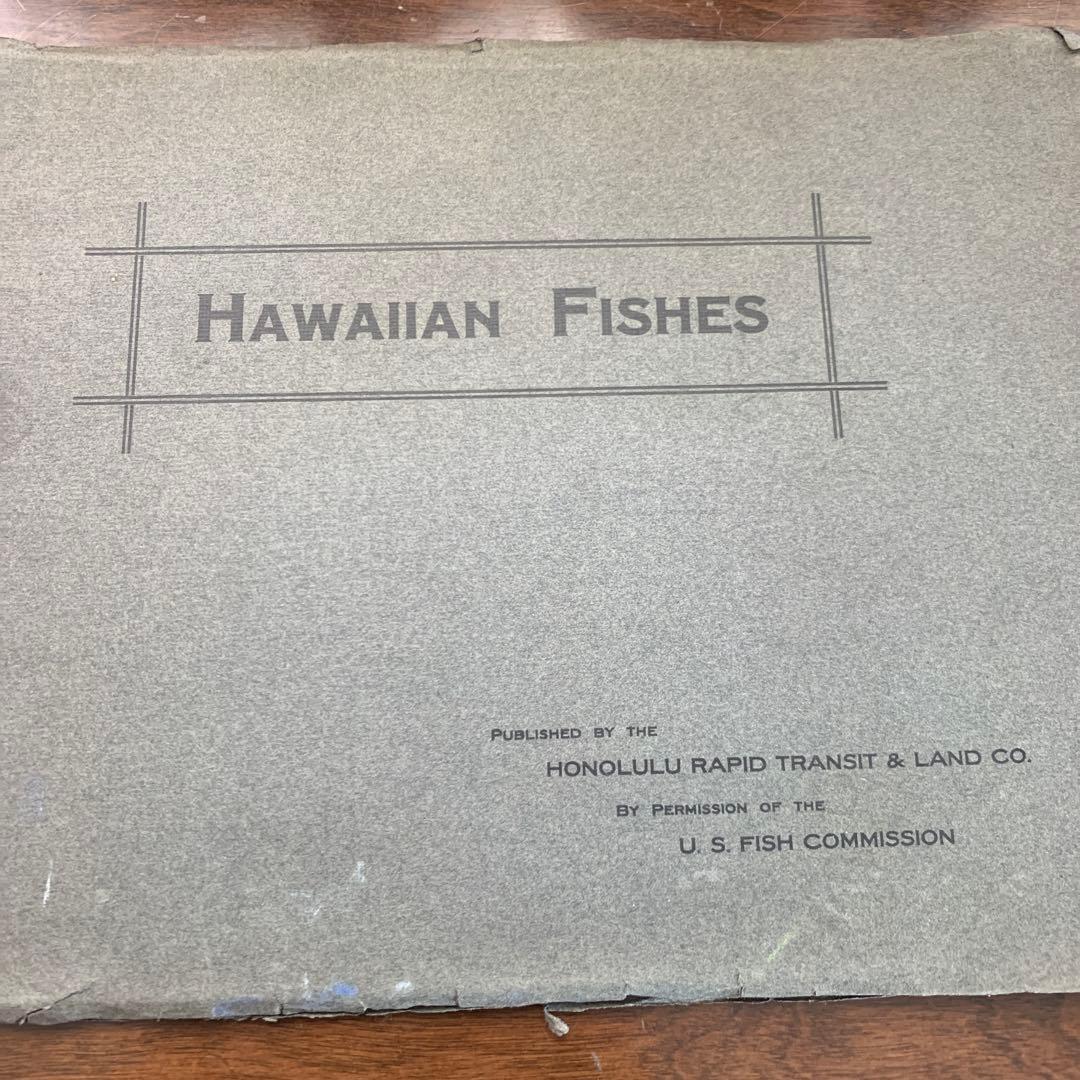 HAWAIIAN FISHES
PUBLISHED BY THE
HONOLULU RAPID TRANSIT & LAND CO.
BY PERMISSION OF THE
U. S. FISH COMMISSION